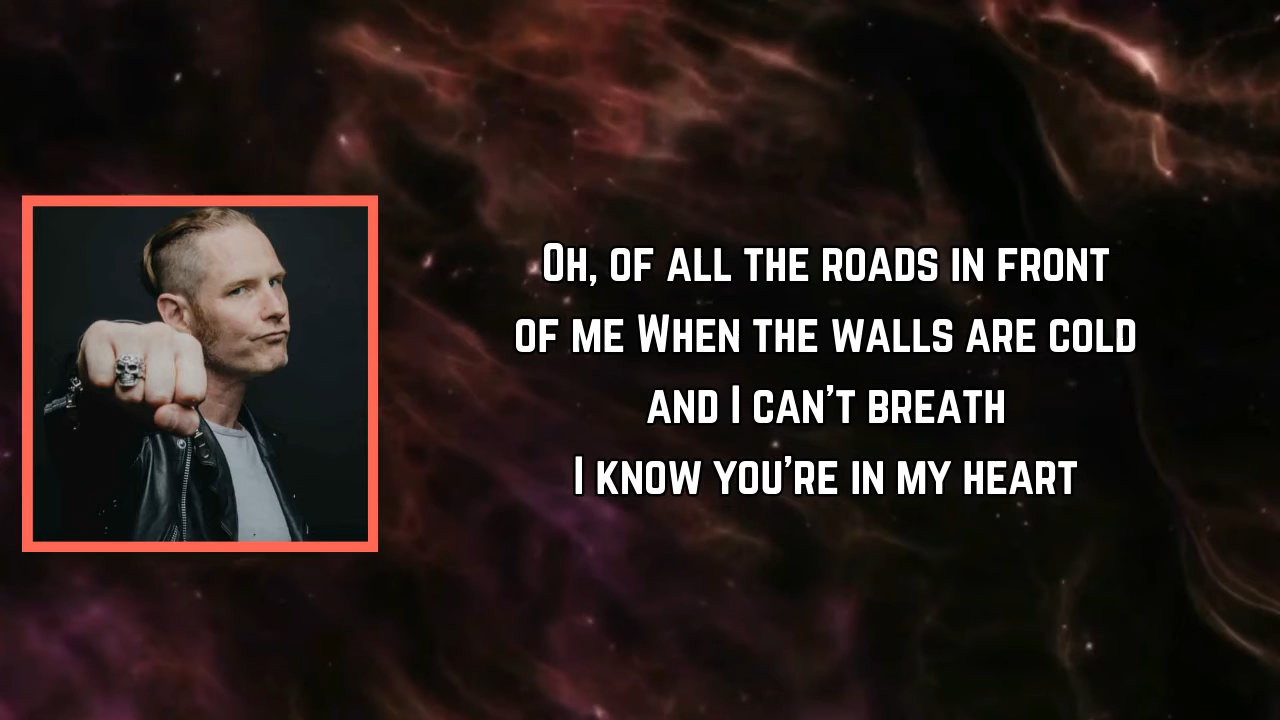 Oh, of all the roads in front
of me When the walls are cold
and I can't breath
I know you're in my heart